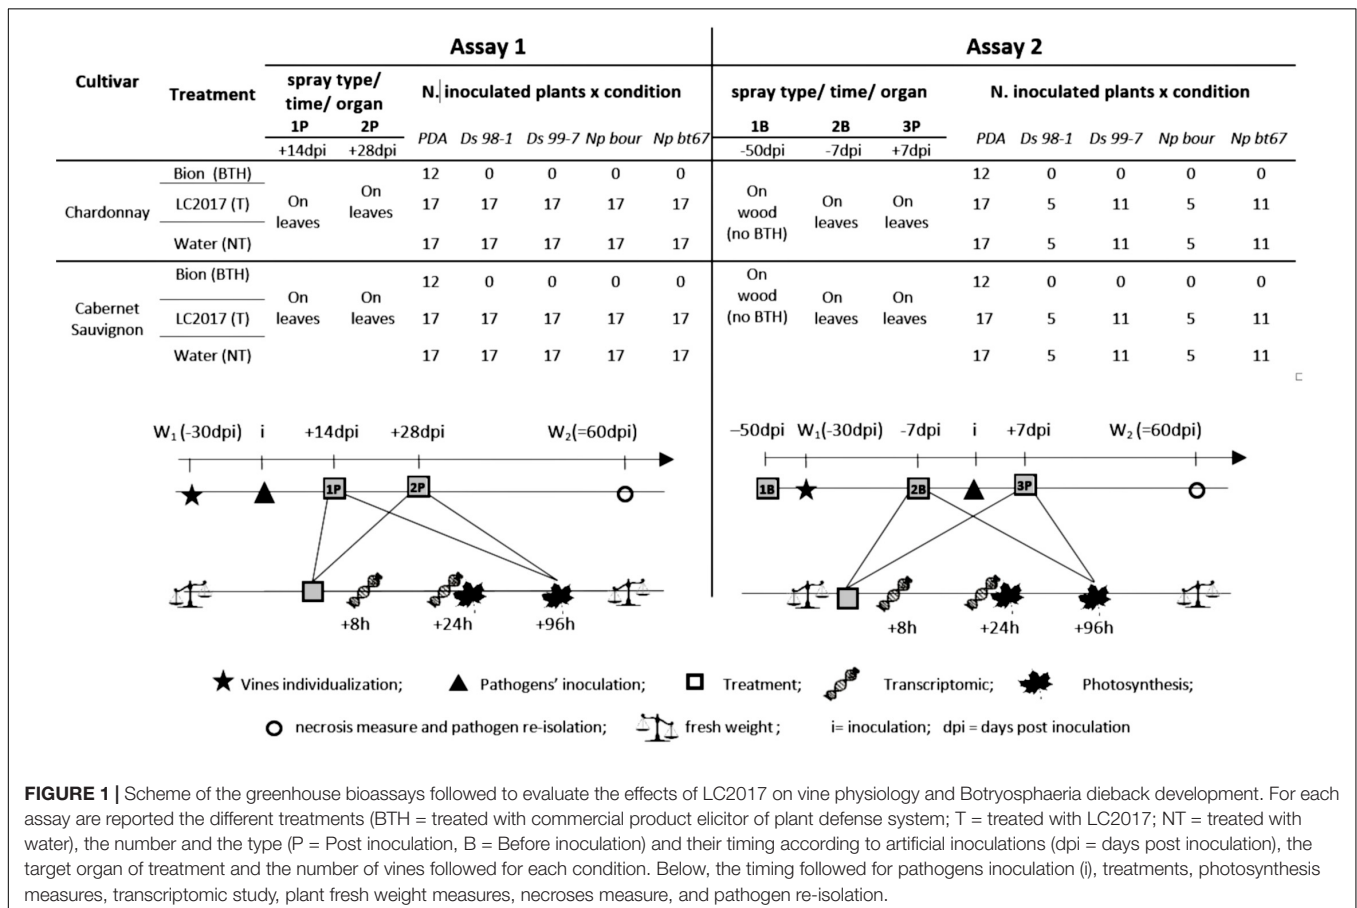 Assay 1 Assay 2
Cultivar Treatment spray type/ time/ organ N. inoculated plants x condition spray type/ time/ organ N. inoculated plants x condition
1P 2P PDA Ds 98-1 Ds 99-7 Np bour Np bt67 1B 2B 3P PDA Ds 98-1 Ds 99-7 Np bour Np bt67
+14dpi +28dpi -50dpi -7dpi +7dpi
Chardonnay Bion (BTH) On leaves On leaves 12 0 0 0 0 On wood (no BTH) On leaves On leaves 12 0 0 0 0
LC2017 (T) 17 17 17 17 17 17 5 11 5 11
Water (NT) 17 17 17 17 17 17 5 11 5 11
Cabernet Sauvignon Bion (BTH) On leaves On leaves 12 0 0 0 0 On wood (no BTH) On leaves On leaves 12 0 0 0 0
LC2017 (T) 17 17 17 17 17 17 5 11 5 11
Water (NT) 17 17 17 17 17 17 5 11 5 11
W₁(-30dpi) i +14dpi +28dpi W₂(=60dpi)
1P 2P
+8h +24h +96h
–50dpi W₁(-30dpi) -7dpi i +7dpi W₂(=60dpi)
1B 2B 3P
+8h +24h +96h
Vines individualization; Pathogens' inoculation; Treatment; Transcriptomic; Photosynthesis;
necrosis measure and pathogen re-isolation; fresh weight ; i= inoculation; dpi = days post inoculation
FIGURE 1 | Scheme of the greenhouse bioassays followed to evaluate the effects of LC2017 on vine physiology and Botryosphaeria dieback development. For each
assay are reported the different treatments (BTH = treated with commercial product elicitor of plant defense system; T = treated with LC2017; NT = treated with
water), the number and the type (P = Post inoculation, B = Before inoculation) and their timing according to artificial inoculations (dpi = days post inoculation), the
target organ of treatment and the number of vines followed for each condition. Below, the timing followed for pathogens inoculation (i), treatments, photosynthesis
measures, transcriptomic study, plant fresh weight measures, necroses measure, and pathogen re-isolation.